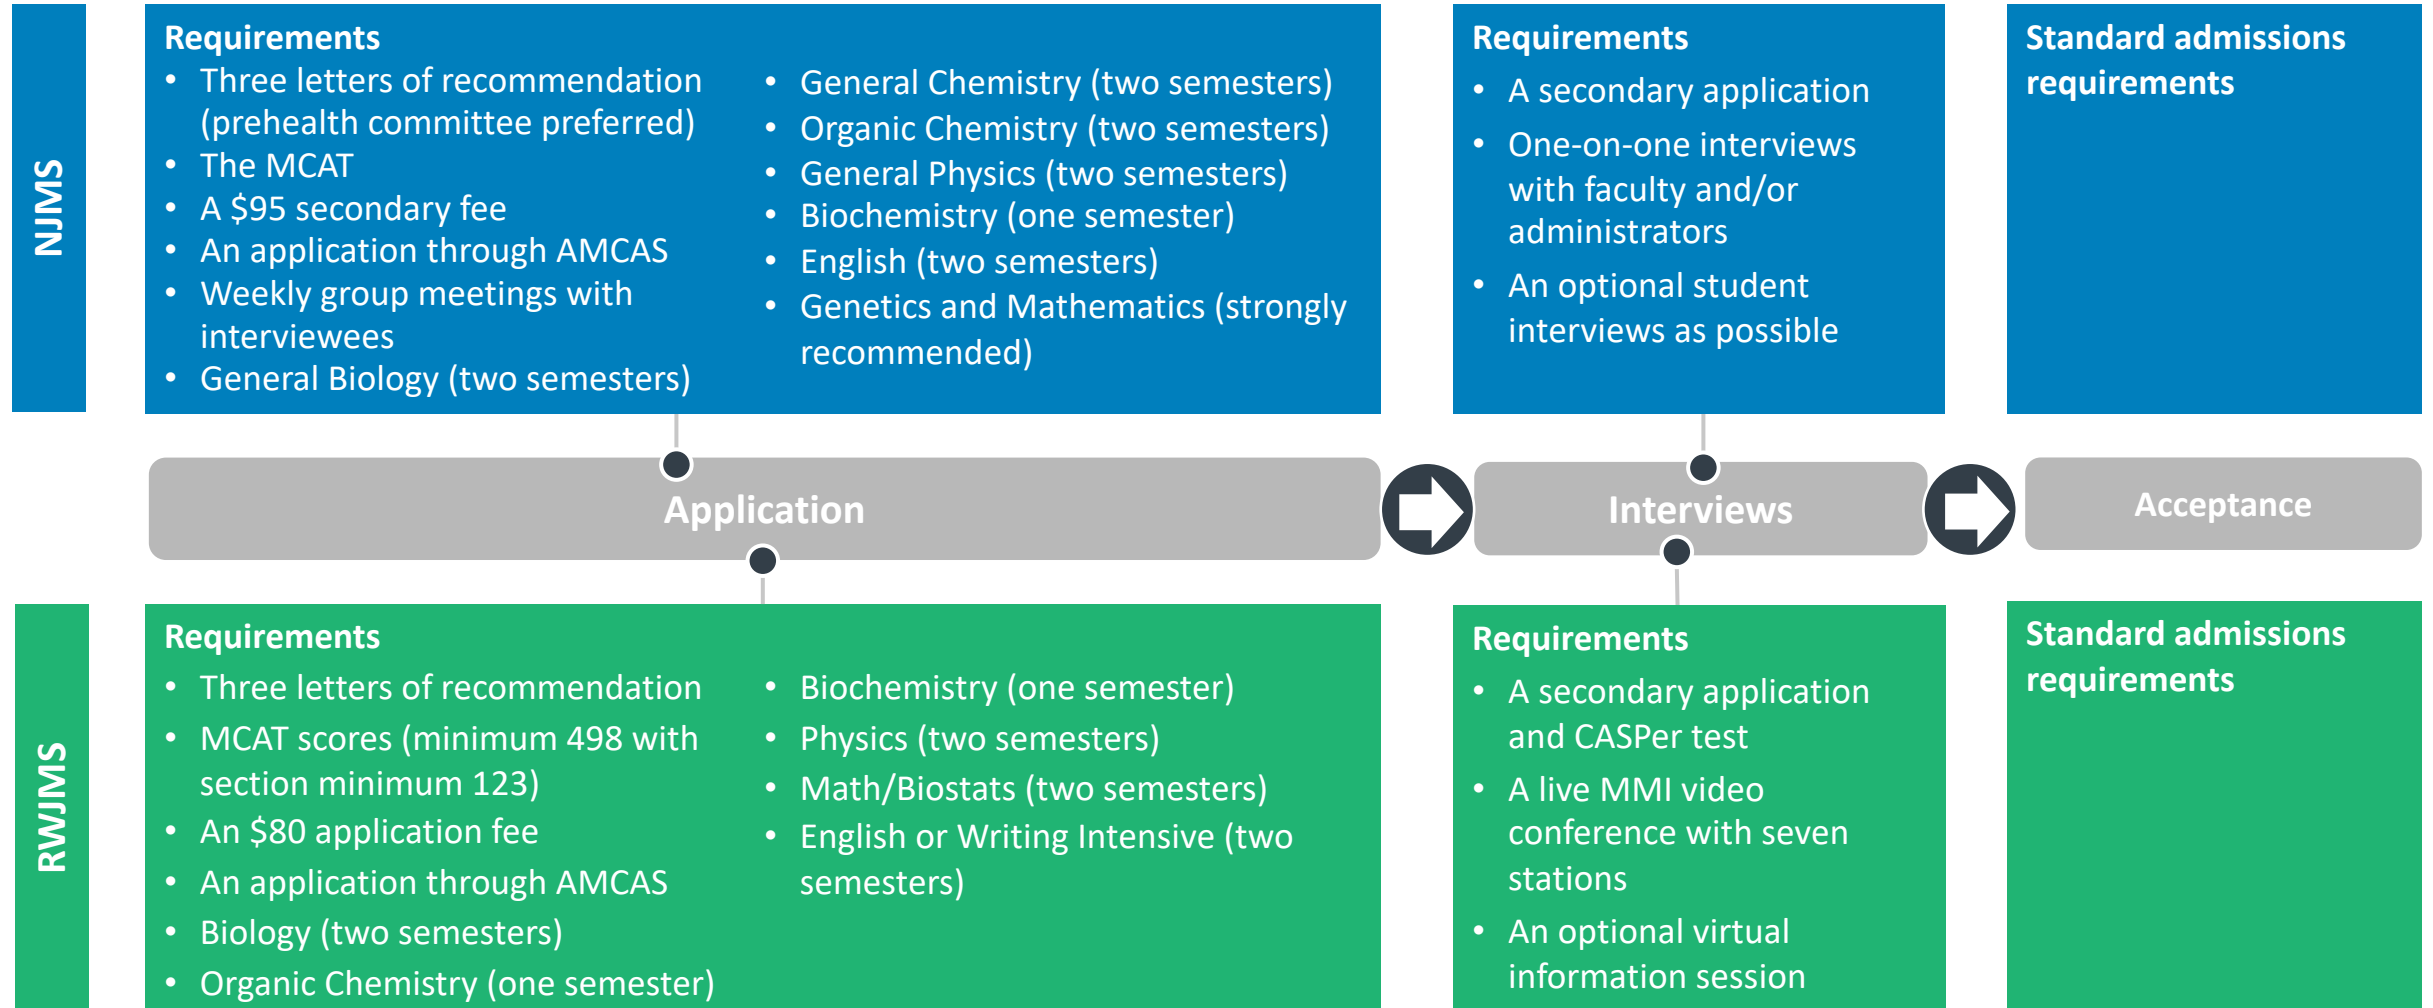 NJMS
Requirements
• Three letters of recommendation
(prehealth committee preferred)
• The MCAT
• A $95 secondary fee
• An application through AMCAS
• Weekly group meetings with
interviewees
• General Biology (two semesters)
• General Chemistry (two semesters)
• Organic Chemistry (two semesters)
• General Physics (two semesters)
• Biochemistry (one semester)
• English (two semesters)
• Genetics and Mathematics (strongly
recommended)
Requirements
• A secondary application
• One-on-one interviews
with faculty and/or
administrators
• An optional student
interviews as possible
Standard admissions
requirements
Application
Interviews
Acceptance
RWJMS
Requirements
• Three letters of recommendation
• MCAT scores (minimum 498 with
section minimum 123)
• An $80 application fee
• An application through AMCAS
• Biology (two semesters)
• Organic Chemistry (one semester)
• Biochemistry (one semester)
• Physics (two semesters)
• Math/Biostats (two semesters)
• English or Writing Intensive (two
semesters)
Requirements
• A secondary application
and CASPer test
• A live MMI video
conference with seven
stations
• An optional virtual
information session
Standard admissions
requirements